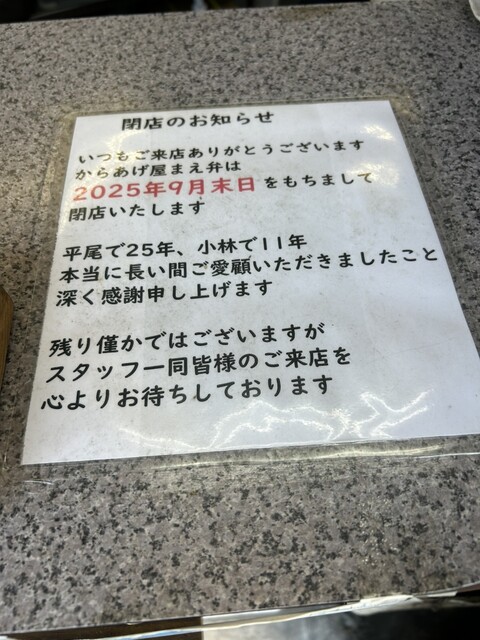 閉店のお知らせ
いつもご来店ありがとうございます
からあげ屋まえ弁は
2025年9月末日をもちまして
閉店いたします
平尾で25年、小林で11年
本当に長い間ご愛顧いただきましたこと
深く感謝申し上げます
残り僅かではございますが
スタッフ一同皆様のご来店を
心よりお待ちしております